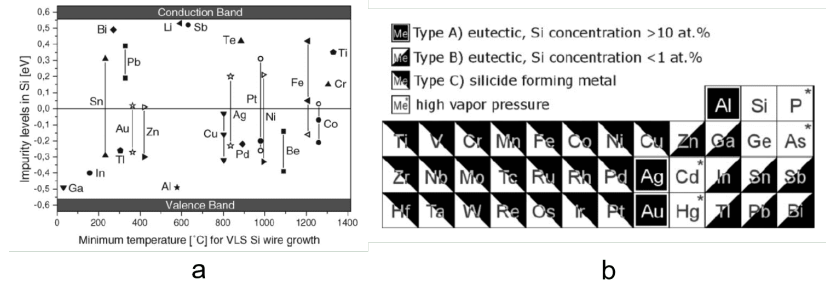 Conduction Band
Impurity levels in Si [eV]
0,6
0,5
0,4
0,3
0,2
0,1
0,0
-0,1
-0,2
-0,3
-0,4
-0,5
-0,6
Bi
Li
Sb
Te
Ti
Pb
Fe
Cr
Sn
Pt
Au
Zn
Ag
Ni
Cu
Co
Tl
Pd
Be
In
Ga
Al
Valence Band
0 200 400 600 800 1000 1200 1400
Minimum temperature [˚C] for VLS Si wire growth
a
Me Type A) eutectic, Si concentration >10 at.%
Me Type B) eutectic, Si concentration <1 at.%
Me Type C) silicide forming metal
Me* high vapor pressure
Al Si P*
Ti V Cr Mn Fe Co Ni Cu Zn Ga Ge As*
Zr Nb Mo Tc Ru Rh Pd Ag Cd* In Sn Sb
Hf Ta W Re Os Ir Pt Au Hg* Tl Pb Bi
b